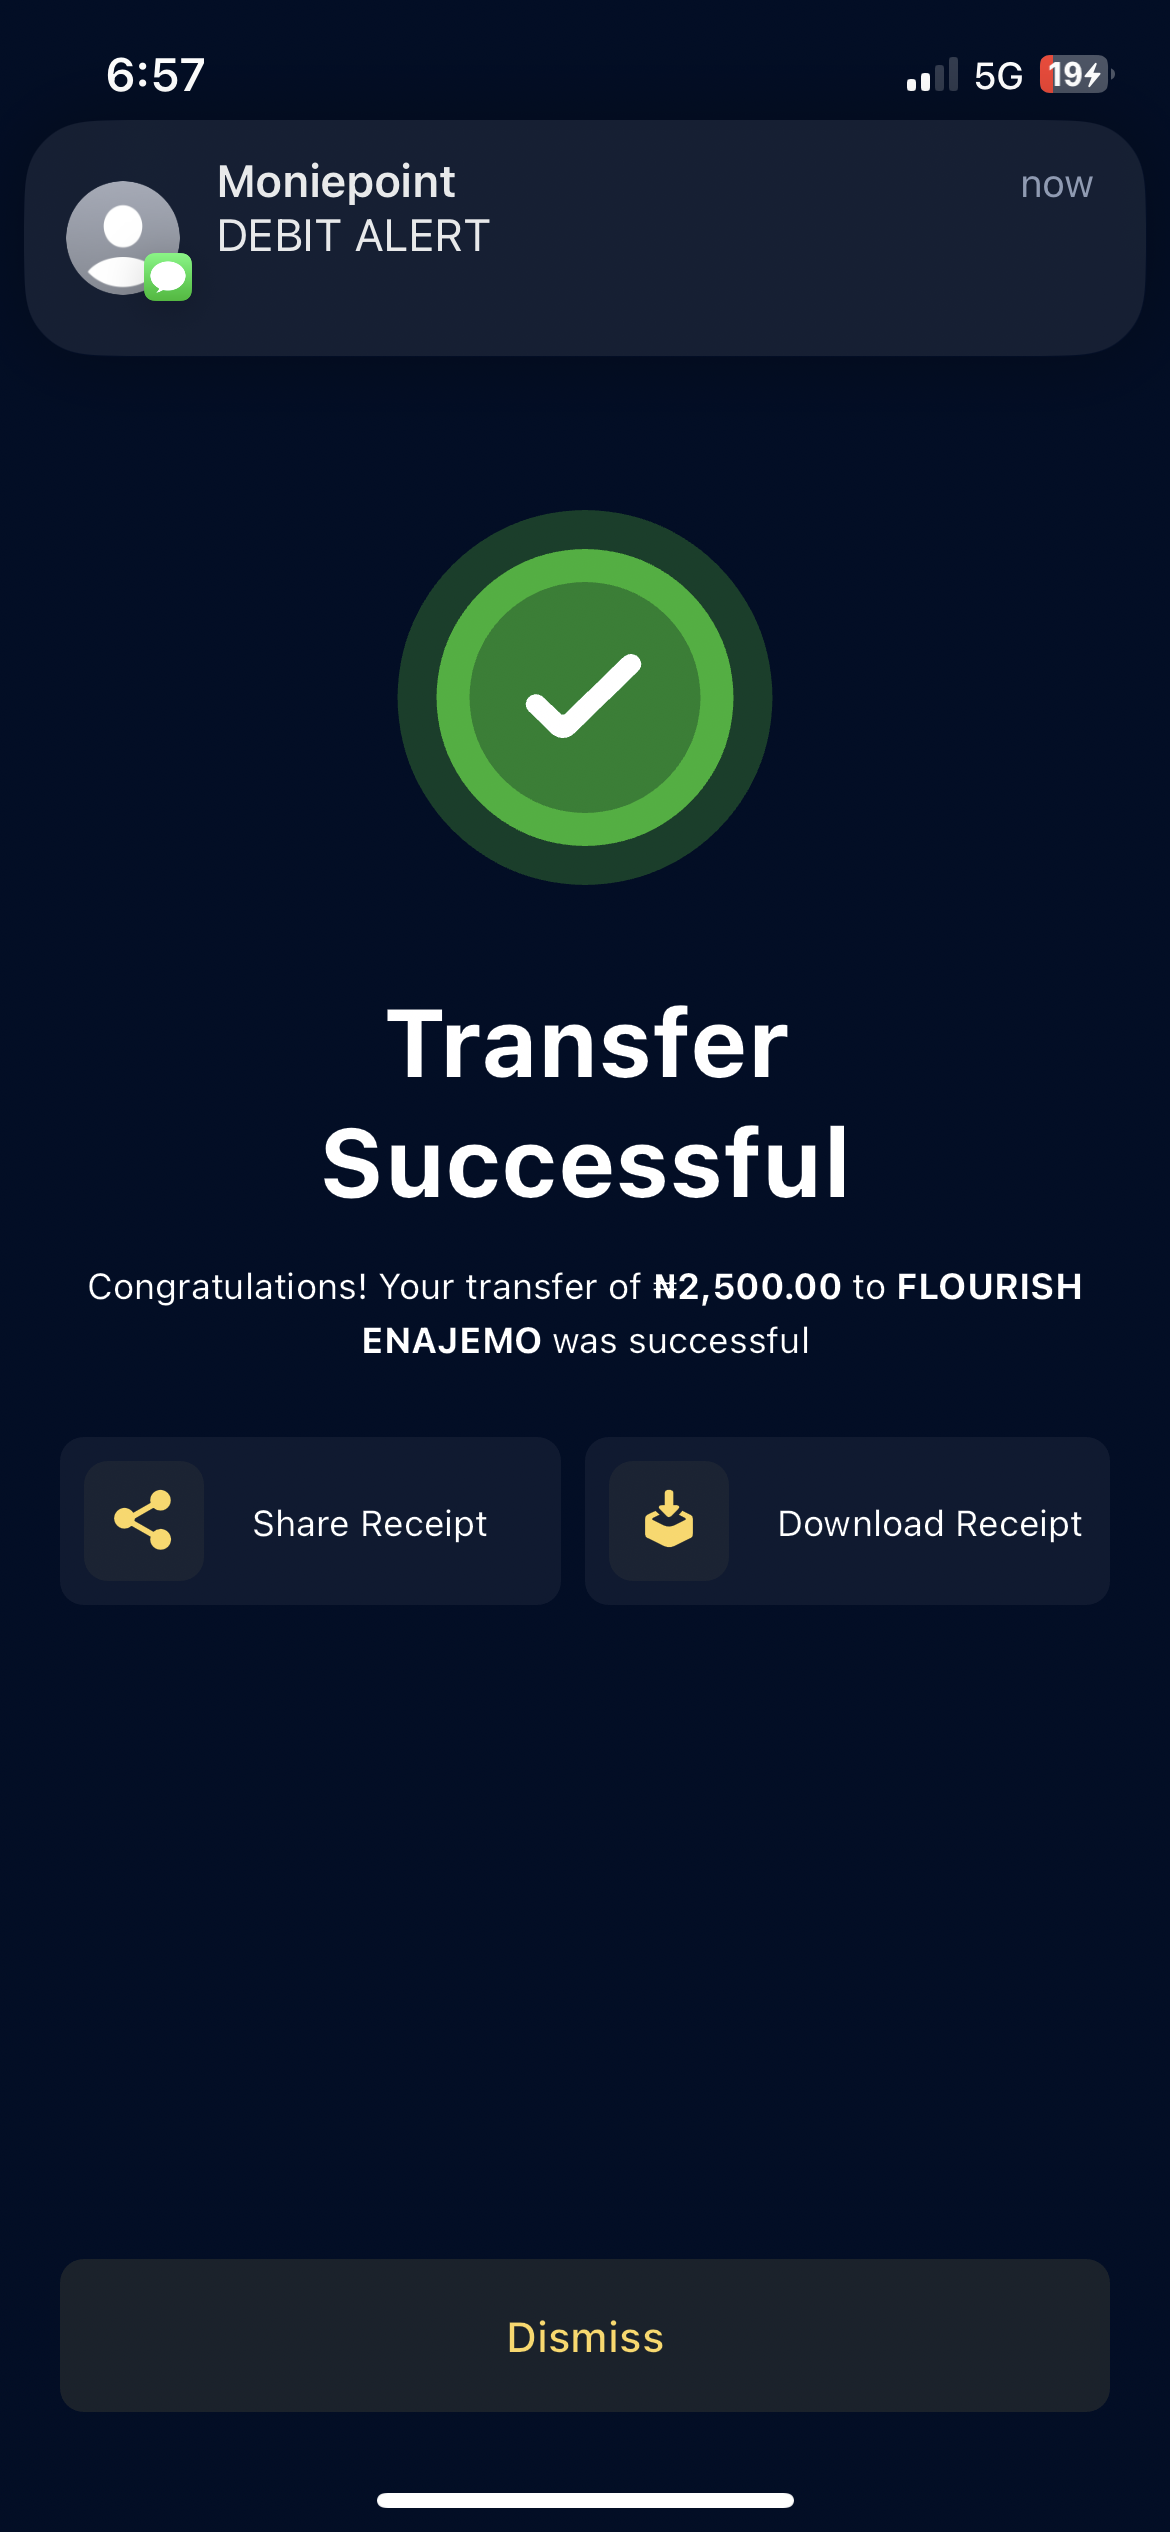 6:57
5G
19
Moniepoint
now
DEBIT ALERT
Transfer
Successful
Congratulations! Your transfer of ₦2,500.00 to FLOURISH
ENAJEMO was successful
Share Receipt
Download Receipt
Dismiss